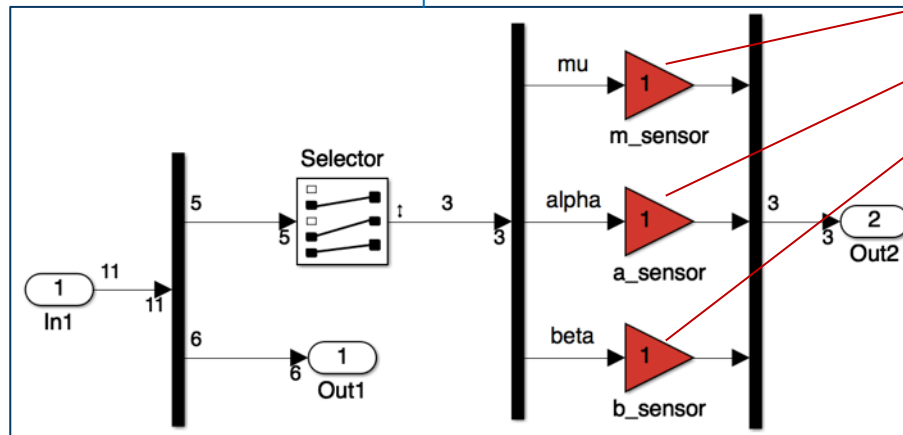 mu
1
m_sensor
Selector
5
5
3
3
alpha
1
a_sensor
3
3
2
Out2
1
In1
11
11
6
6
1
Out1
beta
1
b_sensor